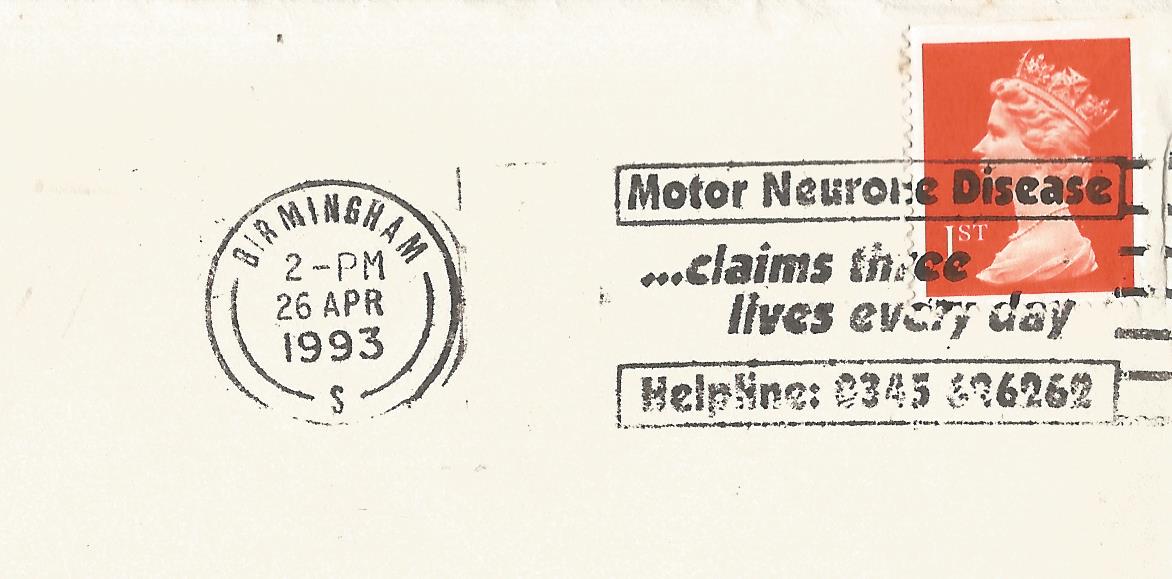 BIRMINGHAM
2-PM
26 APR
1993
S
1ST
Motor Neurone Disease
...claims three
lives every day
Helpline: 0345 626262